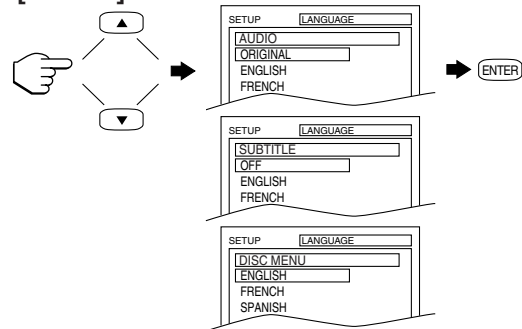 SETUP LANGUAGE
AUDIO
ORIGINAL
ENGLISH
FRENCH
ENTER
SETUP LANGUAGE
SUBTITLE
OFF
ENGLISH
FRENCH
SETUP LANGUAGE
DISC MENU
ENGLISH
FRENCH
SPANISH